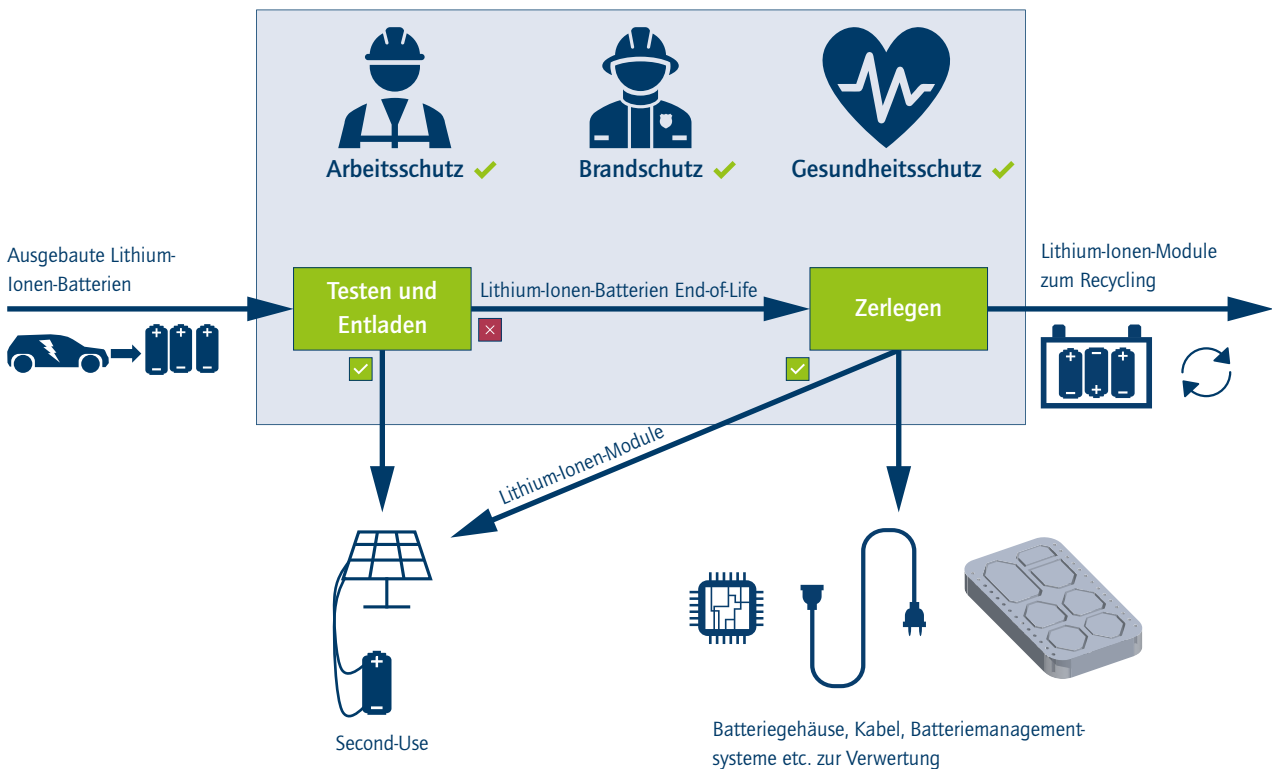 Arbeitsschutz
Brandschutz
Gesundheitsschutz
Ausgebaute Lithium-
Ionen-Batterien
Testen und
Entladen
Lithium-Ionen-Batterien End-of-Life
Zerlegen
Lithium-Ionen-Module
zum Recycling
Lithium-Ionen-Module
Second-Use
Batteriegehäuse, Kabel, Batteriemanagement-
systeme etc. zur Verwertung